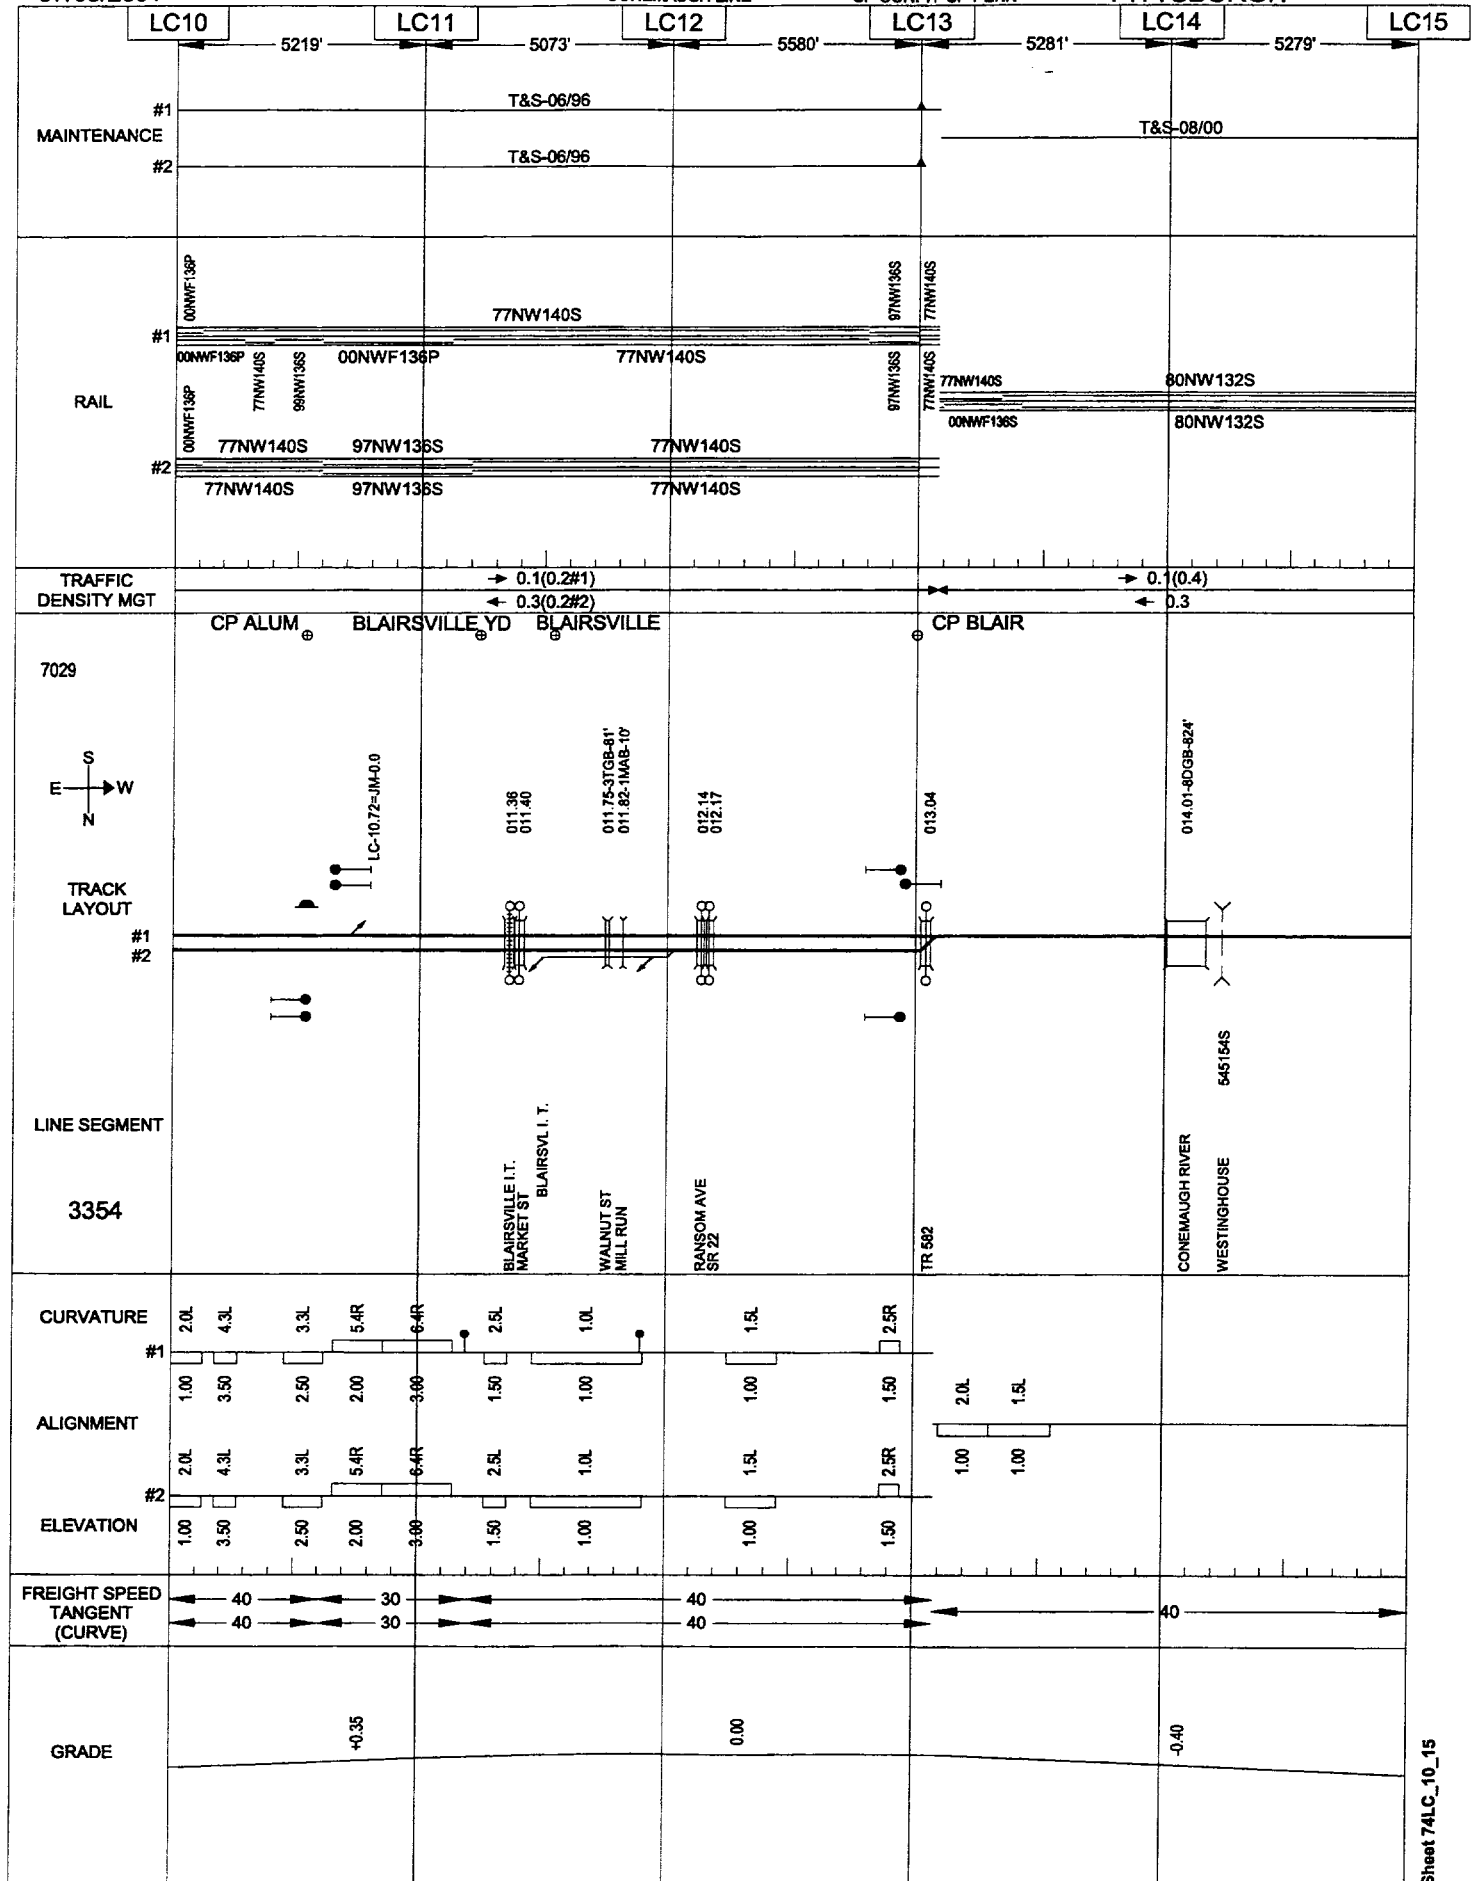 LC10 LC11 LC12 LC13 LC14 LC15
5219' 5073' 5580' 5281' 5279'
MAINTENANCE
#1 T&S-06/96
T&S-08/00
#2 T&S-06/96
RAIL
00NWF136P 97NW136S 77NW140S
77NW140S
#1
00NWF136P 77NW140S 99NW136S 00NWF136P 77NW140S 97NW136S 77NW140S
77NW140S 80NW132S
00NWF136S 80NW132S
00NWF136P
77NW140S 97NW136S 77NW140S
#2
77NW140S 97NW136S 77NW140S
TRAFFIC
DENSITY MGT
0.1(0.2#1) 0.1(0.4)
0.3(0.2#2) 0.3
CP ALUM BLAIRSVILLE YD BLAIRSVILLE CP BLAIR
7029
S
E W
N
LC-10.72=JM-0.0
011.36
011.40
011.75-3TGB-81'
011.82-1MAB-10'
012.14
012.17
013.04
014.01-8DGB-824'
TRACK
LAYOUT
#1
#2
545154S
LINE SEGMENT
3354
BLAIRSVILLE I.T.
MARKET ST
BLAIRSVL I. T.
WALNUT ST
MILL RUN
RANSOM AVE
SR 22
TR 582
CONEMAUGH RIVER
WESTINGHOUSE
CURVATURE
2.0L 4.3L 3.3L 5.4R 6.4R 2.5L 1.0L 1.5L 2.5R
#1
1.00 3.50 2.50 2.00 3.00 1.50 1.00 1.00 1.50
2.0L 1.5L
ALIGNMENT
1.00 1.00
2.0L 4.3L 3.3L 5.4R 6.4R 2.5L 1.0L 1.5L 2.5R
#2
ELEVATION
1.00 3.50 2.50 2.00 3.00 1.50 1.00 1.00 1.50
FREIGHT SPEED
TANGENT
(CURVE)
40 30 40
40 30 40
40
GRADE
+0.35 0.00 -0.40
Sheet 74LC_10_15